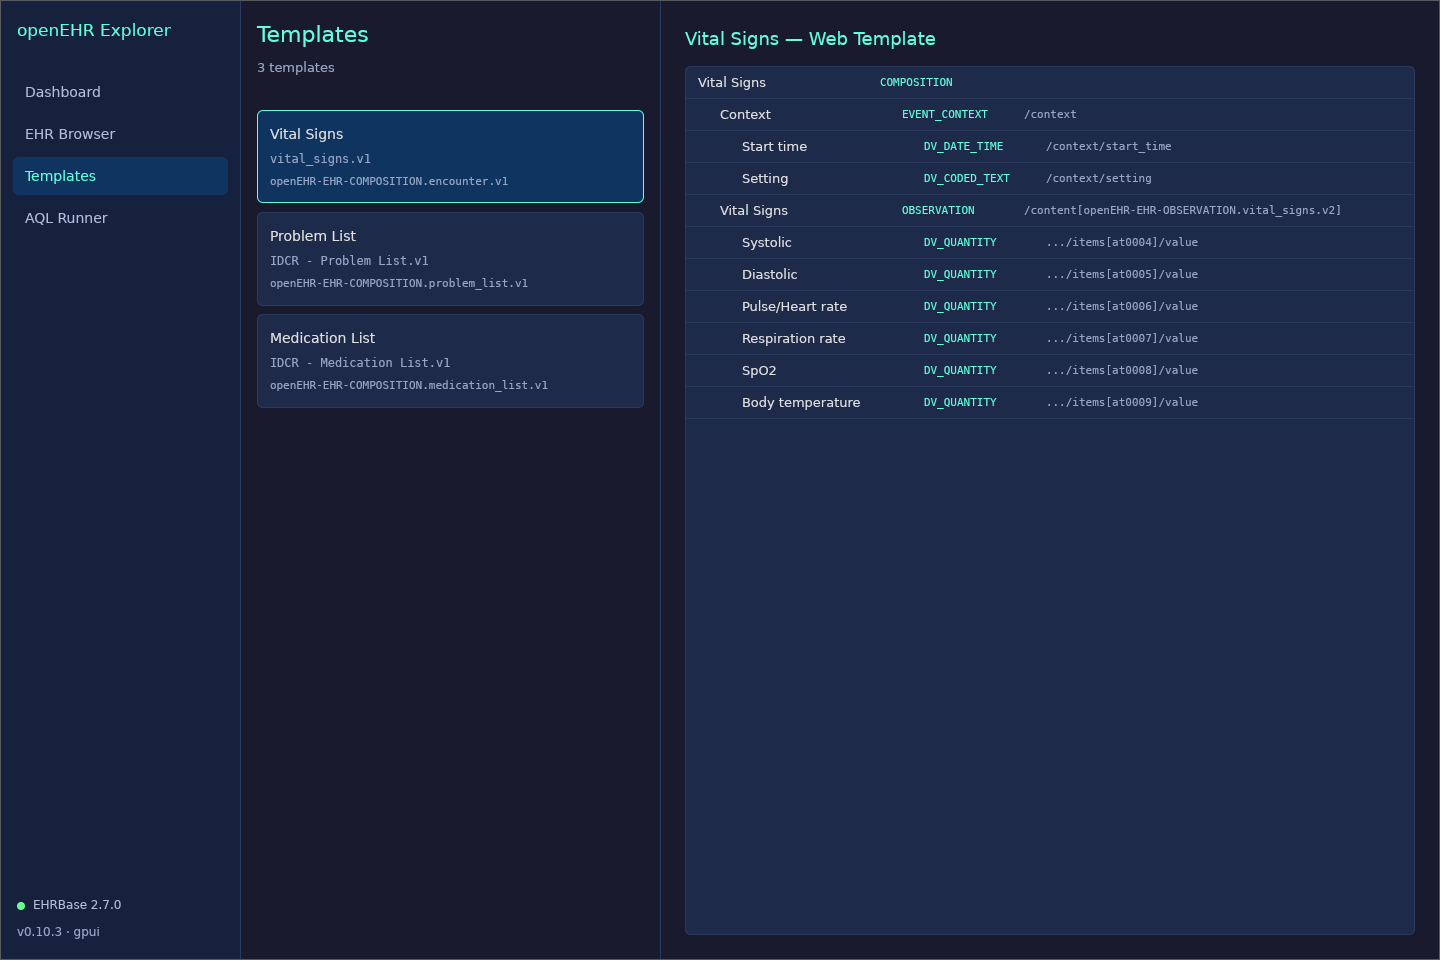 openEHR Explorer
Dashboard
EHR Browser
Templates
AQL Runner
EHRBase 2.7.0
v0.10.3 · gpui
Templates
3 templates
Vital Signs
vital_signs.v1
openEHR-EHR-COMPOSITION.encounter.v1
Problem List
IDCR - Problem List.v1
openEHR-EHR-COMPOSITION.problem_list.v1
Medication List
IDCR - Medication List.v1
openEHR-EHR-COMPOSITION.medication_list.v1
Vital Signs — Web Template
Vital Signs COMPOSITION
Context EVENT_CONTEXT /context
Start time DV_DATE_TIME /context/start_time
Setting DV_CODED_TEXT /context/setting
Vital Signs OBSERVATION /content[openEHR-EHR-OBSERVATION.vital_signs.v2]
Systolic DV_QUANTITY .../items[at0004]/value
Diastolic DV_QUANTITY .../items[at0005]/value
Pulse/Heart rate DV_QUANTITY .../items[at0006]/value
Respiration rate DV_QUANTITY .../items[at0007]/value
SpO2 DV_QUANTITY .../items[at0008]/value
Body temperature DV_QUANTITY .../items[at0009]/value